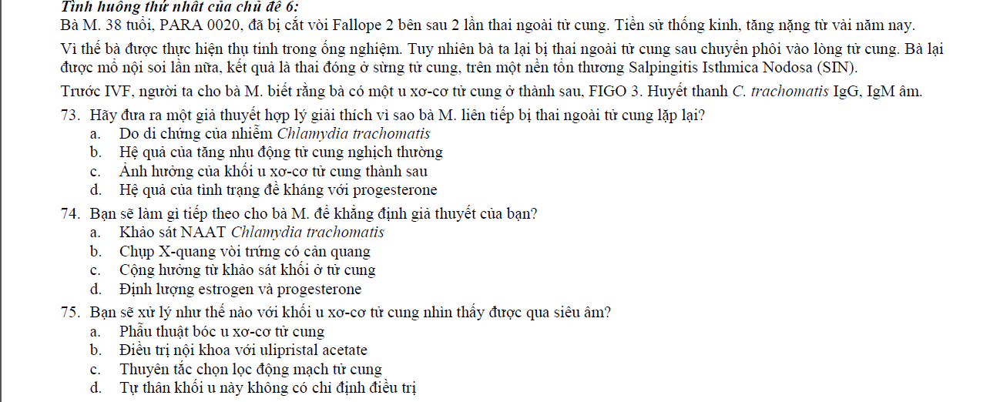 Tình huống thứ nhất của chủ đề 6:
Bà M. 38 tuổi, PARA 0020, đã bị cắt vòi Fallope 2 bên sau 2 lần thai ngoài tử cung. Tiền sử thống kinh, tăng nặng từ vài năm nay.
Vì thế bà được thực hiện thụ tinh trong ống nghiệm. Tuy nhiên bà ta lại bị thai ngoài tử cung sau chuyển phôi vào lòng tử cung. Bà lại
được mổ nội soi lần nữa, kết quả là thai đóng ở sừng tử cung, trên một nền tổn thương Salpingitis Isthmica Nodosa (SIN).
Trước IVF, người ta cho bà M. biết rằng bà có một u xơ-cơ tử cung ở thành sau, FIGO 3. Huyết thanh C. trachomatis IgG, IgM âm.
73. Hãy đưa ra một giả thuyết hợp lý giải thích vì sao bà M. liên tiếp bị thai ngoài tử cung lặp lại?
a. Do di chứng của nhiễm Chlamydia trachomatis
b. Hệ quả của tăng nhu động tử cung nghịch thường
c. Ảnh hưởng của khối u xơ-cơ tử cung thành sau
d. Hệ quả của tình trạng đề kháng với progesterone
74. Bạn sẽ làm gì tiếp theo cho bà M. để khẳng định giả thuyết của bạn?
a. Khảo sát NAAT Chlamydia trachomatis
b. Chụp X-quang vòi trứng có cản quang
c. Cộng hưởng từ khảo sát khối ở tử cung
d. Định lượng estrogen và progesterone
75. Bạn sẽ xử lý như thế nào với khối u xơ-cơ tử cung nhìn thấy được qua siêu âm?
a. Phẫu thuật bóc u xơ-cơ tử cung
b. Điều trị nội khoa với ulipristal acetate
c. Thuyên tắc chọn lọc động mạch tử cung
d. Tự thân khối u này không có chỉ định điều trị